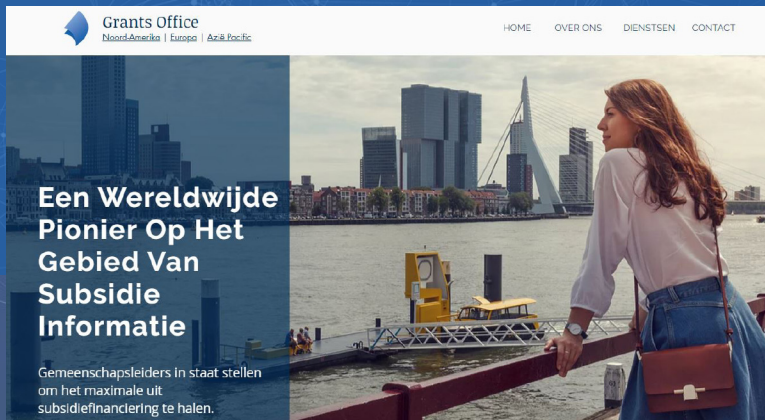 Grants Office
Noord-Amerika | Europa | Azië Pacific
HOME OVER ONS DIENSTSEN CONTACT
Een Wereldwijde
Pionier Op Het
Gebied Van
Subsidie
Informatie
Gemeenschapsleiders in staat stellen
om het maximale uit
subsidiefinanciering te halen.